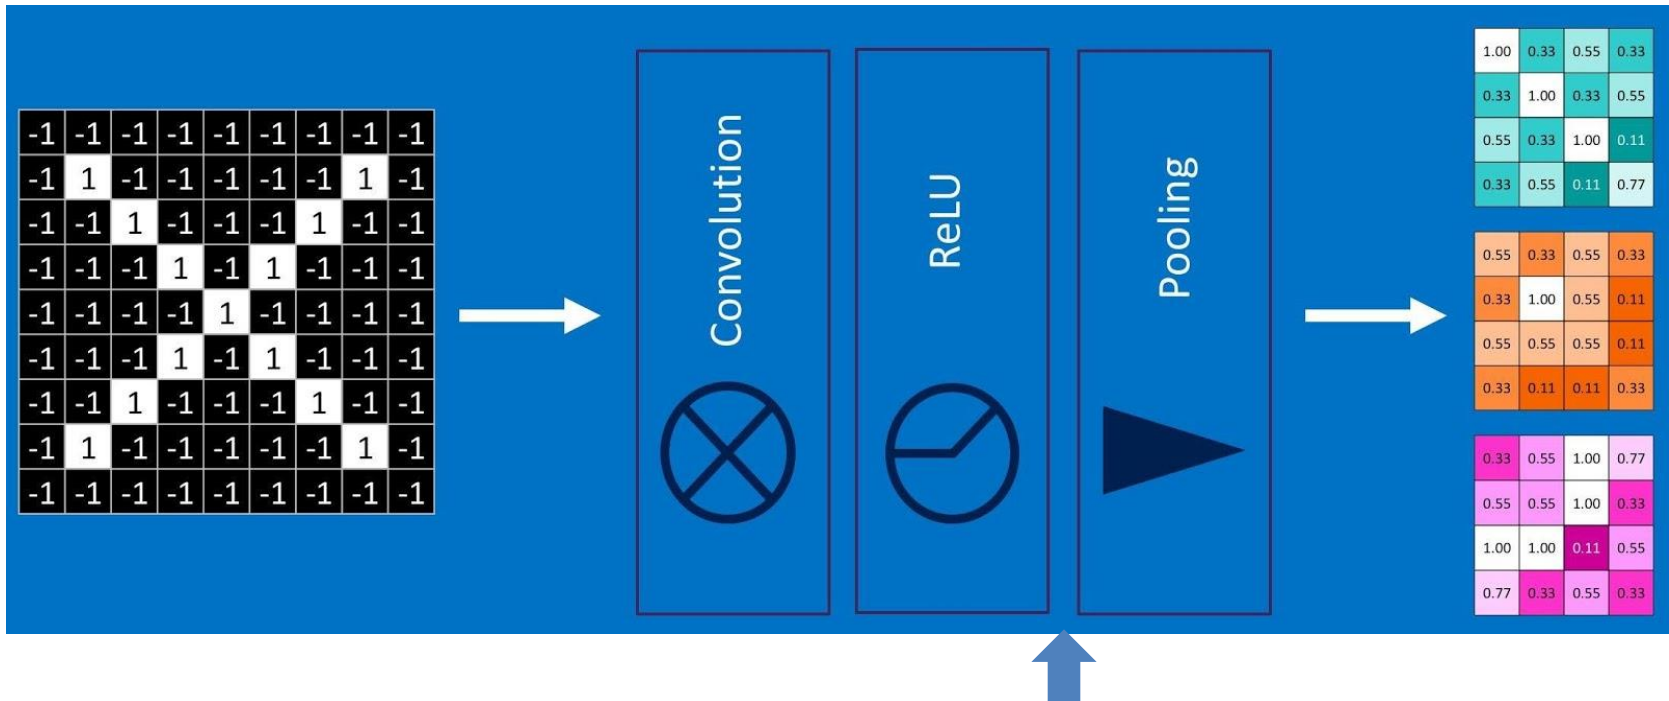 -1 -1 -1 -1 -1 -1 -1 -1 -1
-1 1 -1 -1 -1 -1 -1 1 -1
-1 -1 1 -1 -1 -1 1 -1 -1
-1 -1 -1 1 -1 1 -1 -1 -1
-1 -1 -1 -1 1 -1 -1 -1 -1
-1 -1 -1 1 -1 1 -1 -1 -1
-1 -1 1 -1 -1 -1 1 -1 -1
-1 1 -1 -1 -1 -1 -1 1 -1
-1 -1 -1 -1 -1 -1 -1 -1 -1
Convolution
ReLU
Pooling
1.00 0.33 0.55 0.33
0.33 1.00 0.33 0.55
0.55 0.33 1.00 0.11
0.33 0.55 0.11 0.77
0.55 0.33 0.55 0.33
0.33 1.00 0.55 0.11
0.55 0.55 0.55 0.11
0.33 0.11 0.11 0.33
0.33 0.55 1.00 0.77
0.55 0.55 1.00 0.33
1.00 1.00 0.11 0.55
0.77 0.33 0.55 0.33